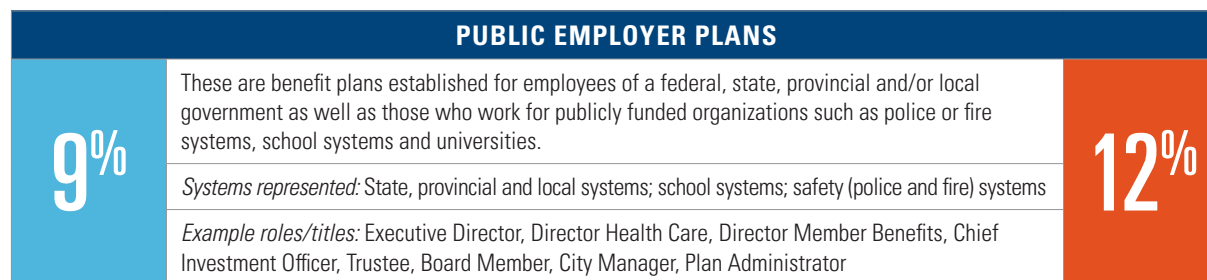 PUBLIC EMPLOYER PLANS
9%
These are benefit plans established for employees of a federal, state, provincial and/or local
government as well as those who work for publicly funded organizations such as police or fire
systems, school systems and universities.
Systems represented: State, provincial and local systems; school systems; safety (police and fire) systems
Example roles/titles: Executive Director, Director Health Care, Director Member Benefits, Chief
Investment Officer, Trustee, Board Member, City Manager, Plan Administrator
12%